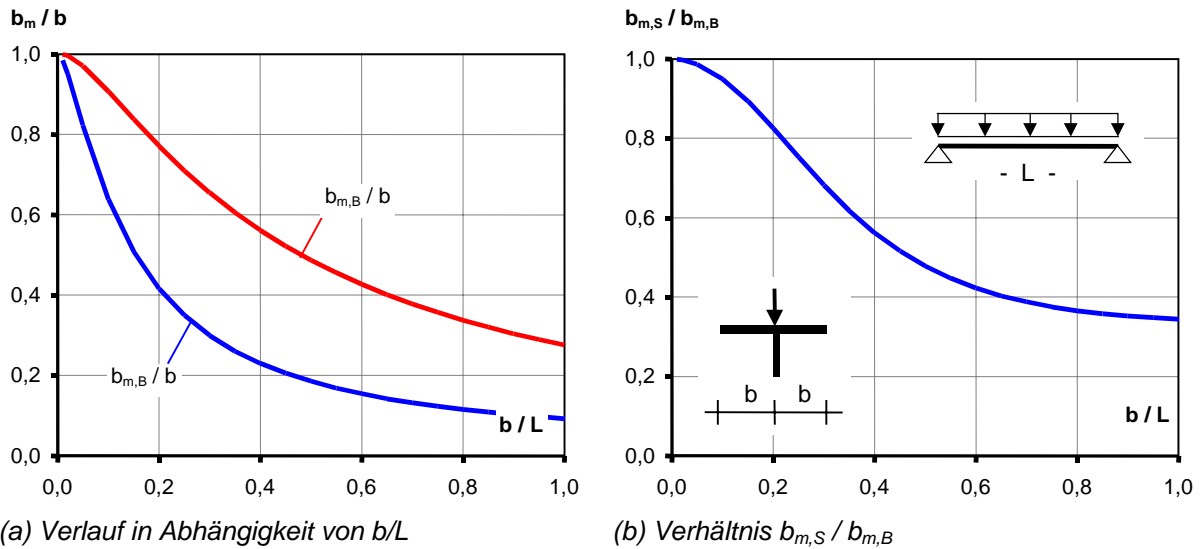 b_m / b
1,0
0,8
0,6
0,4
0,2
0,0
b_m,B / b
b_m,B / b
b / L
0,0 0,2 0,4 0,6 0,8 1,0
(a) Verlauf in Abhängigkeit von b/L
b_m,S / b_m,B
1,0
0,8
0,6
0,4
0,2
0,0
- L -
b b
b / L
0,0 0,2 0,4 0,6 0,8 1,0
(b) Verhältnis b_m,S / b_m,B